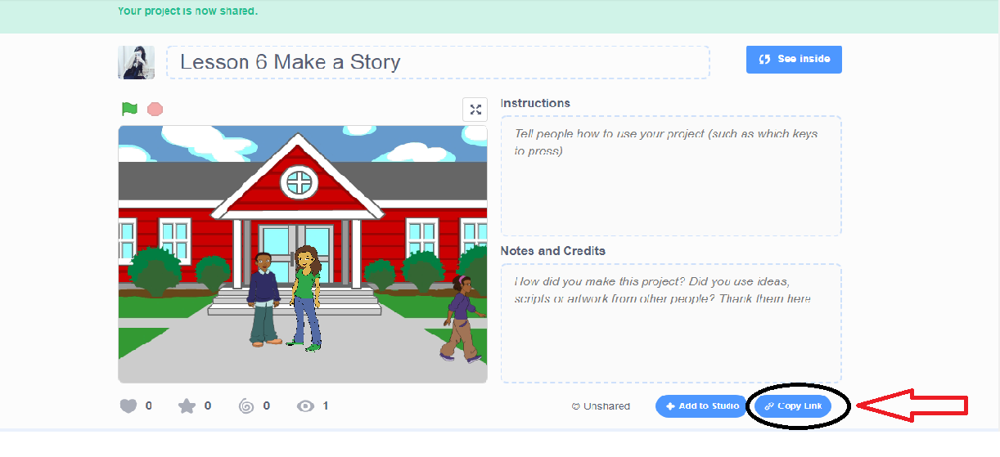 Your project is now shared.
Lesson 6 Make a Story
See inside
Instructions
Tell people how to use your project (such as which keys
to press)
Notes and Credits
How did you make this project? Did you use ideas,
scripts or artwork from other people? Thank them here
0
0
0
1
© Unshared
Add to Studio
Copy Link